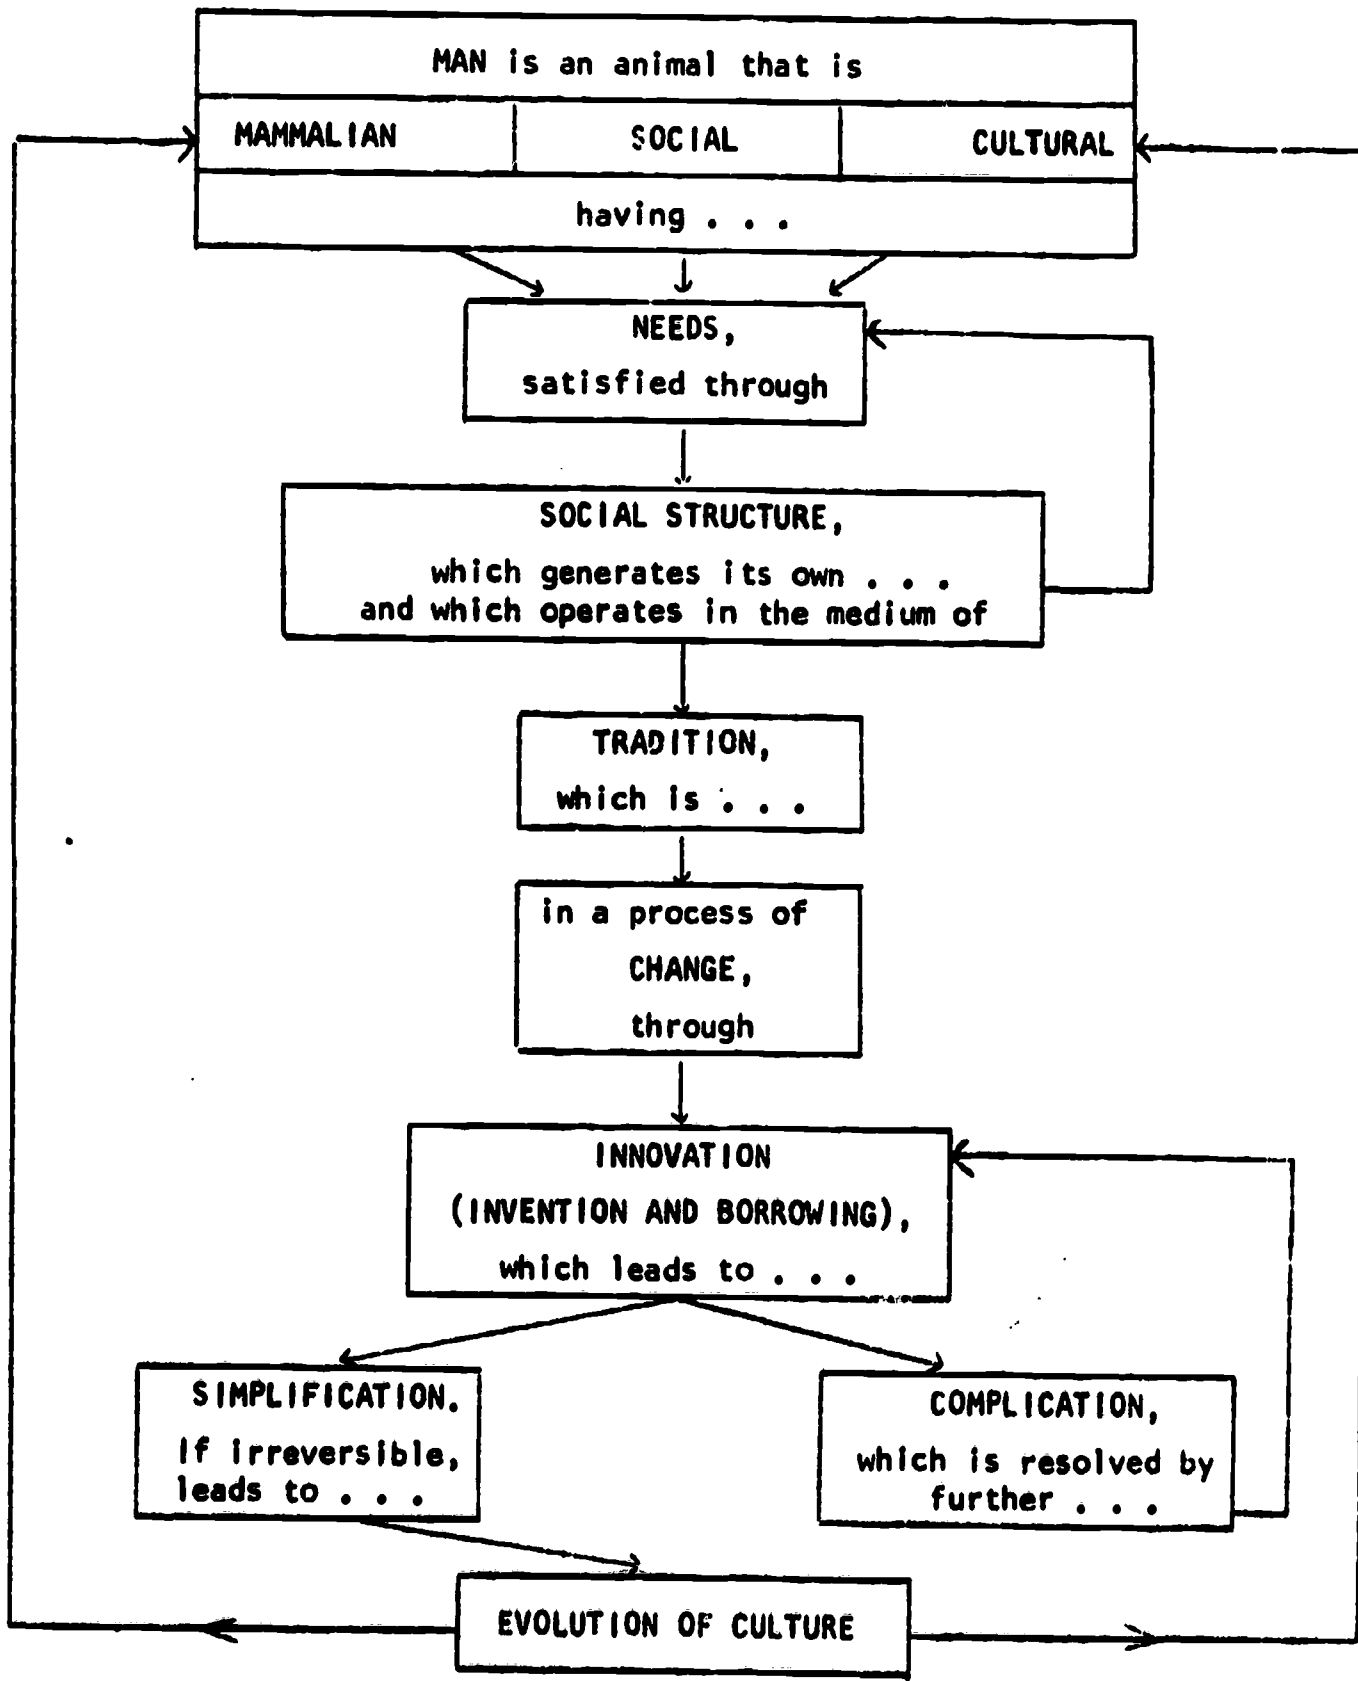 MAN is an animal that is
MAMMALIAN SOCIAL CULTURAL
having . . .
NEEDS,
satisfied through
SOCIAL STRUCTURE,
which generates its own . . .
and which operates in the medium of
TRADITION,
which is . . .
in a process of
CHANGE,
through
INNOVATION
(INVENTION AND BORROWING),
which leads to . . .
SIMPLIFICATION.
If irreversible,
leads to . . .
COMPLICATION,
which is resolved by
further . . .
EVOLUTION OF CULTURE